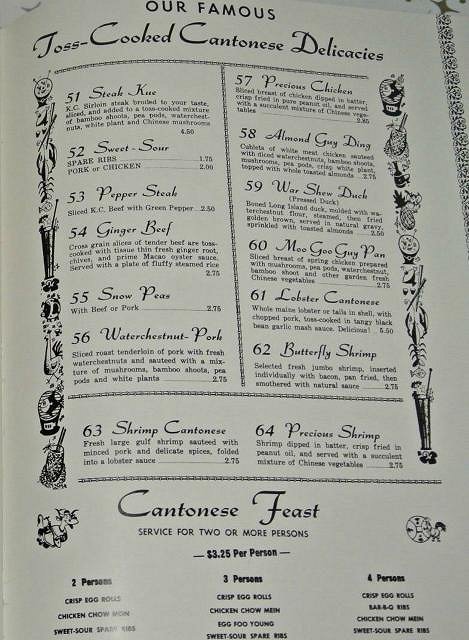 OUR FAMOUS
Toss-Cooked Cantonese Delicacies
51 Steak-Kue
K.C. Sirloin steak broiled to your taste,
sliced, and added to a toss-cooked mixture
of bamboo shoots, pea pods, waterchest-
nuts, white plant and Chinese mushrooms
4.50
52 Sweet-Sour
SPARE RIBS 1.75
PORK or CHICKEN 2.00
53 Pepper Steak
Sliced K.C. Beef with Green Pepper 2.50
54 Ginger Beef
Cross grain slices of tender beef are toss-
cooked with tissue thin fresh ginger root,
chives, and prime Macao oyster sauce.
Served with a plate of fluffy steamed rice
2.75
55 Snow Peas
With Beef or Pork 2.75
56 Waterchestnut-Pork
Sliced roast tenderloin of pork with fresh
waterchestnuts and sauteed with a mix-
ture of mushrooms, bamboo shoots, pea
pods and white plants 2.75
57 Precious Chicken
Sliced breast of chicken dipped in batter,
crisp fried in pure peanut oil, and served
with a succulent mixture of Chinese vege-
tables 2.85
58 Almond Guy Ding
Cublets of white meat chicken sauteed
with diced waterchestnuts, bamboo shoots,
mushrooms, pea pods, crisp white plant,
topped with whole toasted almonds 2.75
59 War Shew Duck
(Pressed Duck)
Boned Long Island duck, molded with wa-
terchestnut flour, steamed, then fried
golden brown, served in natural gravy,
sprinkled with toasted almonds 2.50
60 Moo Goo Guy Pan
Sliced breast of spring chicken prepared
with mushrooms, pea pods, waterchestnut,
bamboo shoot and other garden fresh
Chinese vegetables 2.75
61 Lobster Cantonese
Whole maine lobster or tails in shell, with
chopped pork, toss-cooked in tangy black
bean garlic mash sauce. Delicious! 5.50
62 Butterfly Shrimp
Selected fresh jumbo shrimp, inserted
individually with bacon, pan fried, then
smothered with natural sauce 2.75
63 Shrimp Cantonese
Fresh large gulf shrimp sauteed with
minced pork and delicate spices, folded
into a lobster sauce 2.75
64 Precious Shrimp
Shrimp dipped in batter, crisp fried in
peanut oil, and served with a succulent
mixture of Chinese vegetables 2.75
Cantonese Feast
SERVICE FOR TWO OR MORE PERSONS
— $3.25 Per Person —
2 Persons
CRISP EGG ROLLS
CHICKEN CHOW MEIN
SWEET-SOUR SPARE RIBS
3 Persons
CRISP EGG ROLLS
CHICKEN CHOW MEIN
EGG FOO YOUNG
SWEET-SOUR SPARE RIBS
4 Persons
CRISP EGG ROLLS
BAR-B-Q RIBS
CHICKEN CHOW MEIN
SWEET-SOUR SPARE RIBS